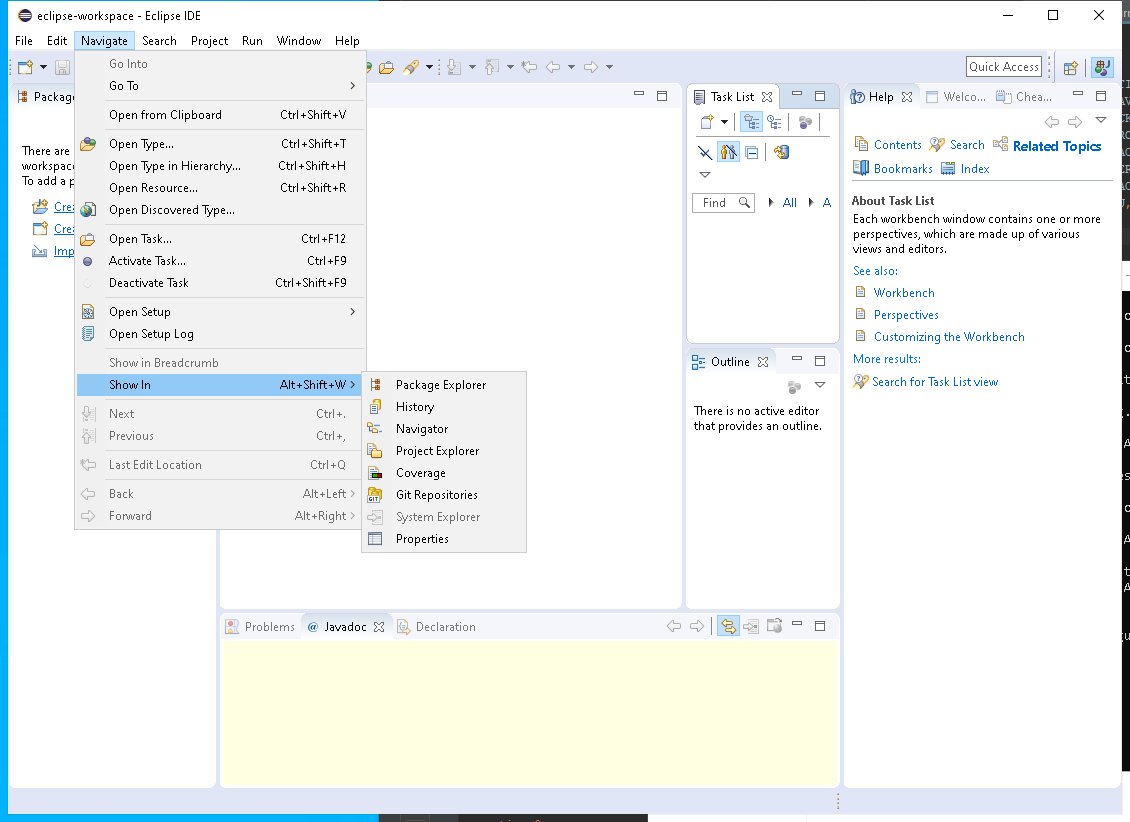 eclipse-workspace - Eclipse IDE
File Edit Navigate Search Project Run Window Help
Quick Access
Go Into
Go To
Open from Clipboard Ctrl+Shift+V
Open Type... Ctrl+Shift+T
Open Type in Hierarchy... Ctrl+Shift+H
Open Resource... Ctrl+Shift+R
Open Discovered Type...
Open Task... Ctrl+F12
Activate Task... Ctrl+F9
Deactivate Task Ctrl+Shift+F9
Open Setup
Open Setup Log
Show in Breadcrumb
Show In Alt+Shift+W
Next Ctrl+.
Previous Ctrl+,
Last Edit Location Ctrl+Q
Back Alt+Left
Forward Alt+Right
Package Explorer
History
Navigator
Project Explorer
Coverage
Git Repositories
GIT
System Explorer
Properties
Package
There are
workspace
To add a p
Crea
Crea
Imp
Task List
Find All A
Outline
There is no active editor
that provides an outline.
Help Welco... Chea...
Contents Search Related Topics
Bookmarks Index
About Task List
Each workbench window contains one or more
perspectives, which are made up of various
views and editors.
See also:
Workbench
Perspectives
Customizing the Workbench
More results:
Search for Task List view
Problems @ Javadoc Declaration